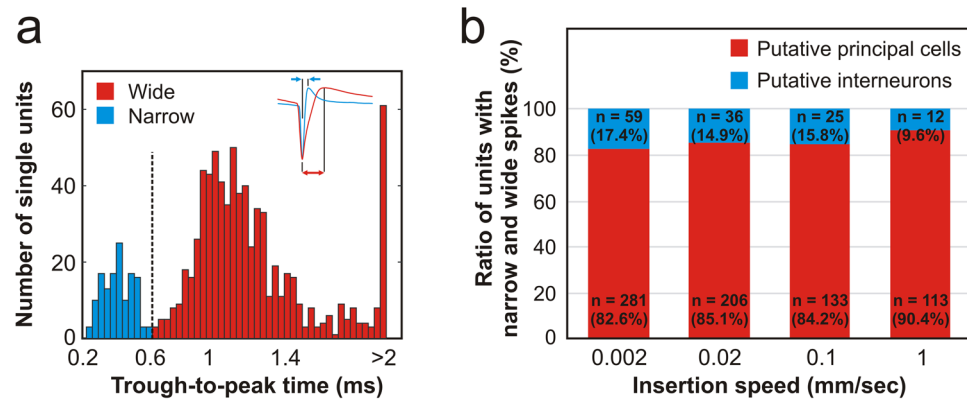 a
Number of single units
60
40
20
0
Wide
Narrow
0.2
0.6
1
1.4
>2
Trough-to-peak time (ms)
b
Ratio of units with
narrow and wide spikes (%)
Putative principal cells
Putative interneurons
100
80
60
40
20
0
n = 59
(17.4%)
n = 36
(14.9%)
n = 25
(15.8%)
n = 12
(9.6%)
n = 281
(82.6%)
n = 206
(85.1%)
n = 133
(84.2%)
n = 113
(90.4%)
0.002
0.02
0.1
1
Insertion speed (mm/sec)